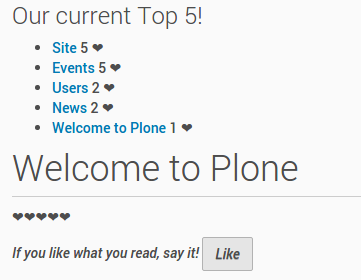 Our current Top 5!
• Site 5 ❤
• Events 5 ❤
• Users 2 ❤
• News 2 ❤
• Welcome to Plone 1 ❤
Welcome to Plone
❤❤❤❤❤
If you like what you read, say it! Like